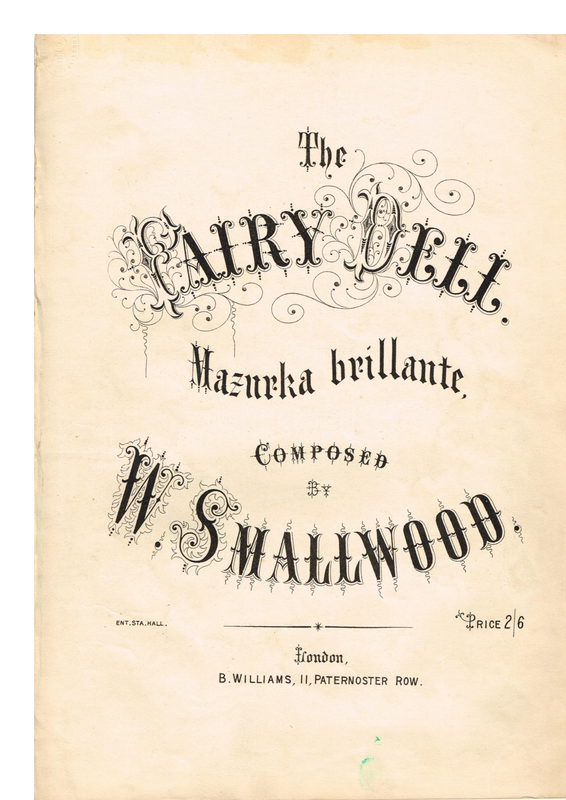 The
FAIRY DELL.
Mazurka brillante,
COMPOSED
BY
W. SMALLWOOD.
ENT. STA. HALL.
PRICE 2/6
London,
B. WILLIAMS, 11, PATERNOSTER ROW.